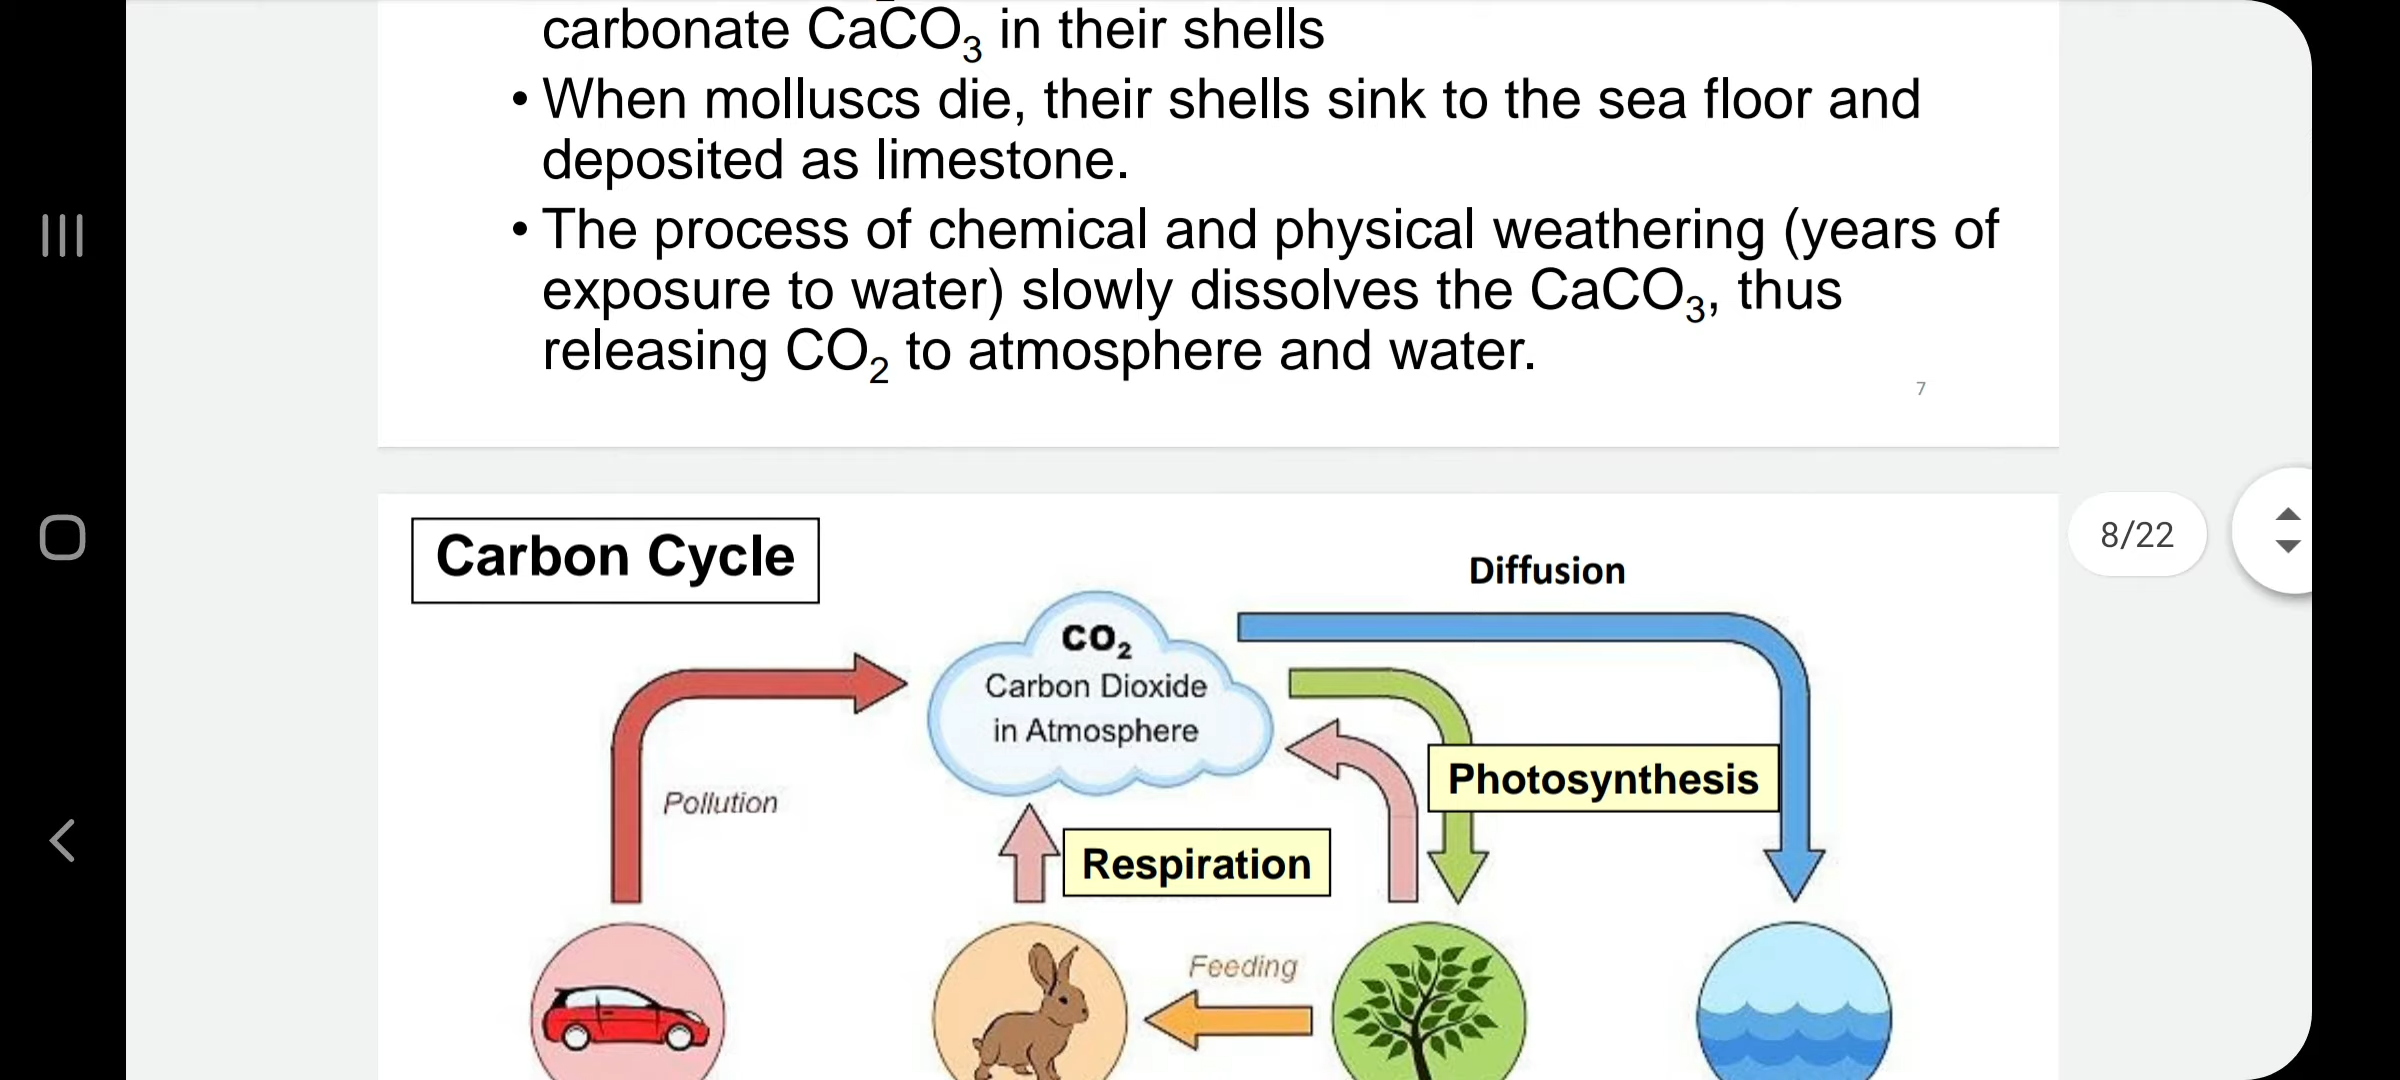 carbonate CaCO₃ in their shells
• When molluscs die, their shells sink to the sea floor and
deposited as limestone.
• The process of chemical and physical weathering (years of
exposure to water) slowly dissolves the CaCO₃, thus
releasing CO₂ to atmosphere and water.
7
8/22
Carbon Cycle
Diffusion
CO₂
Carbon Dioxide
in Atmosphere
Photosynthesis
Pollution
Respiration
Feeding